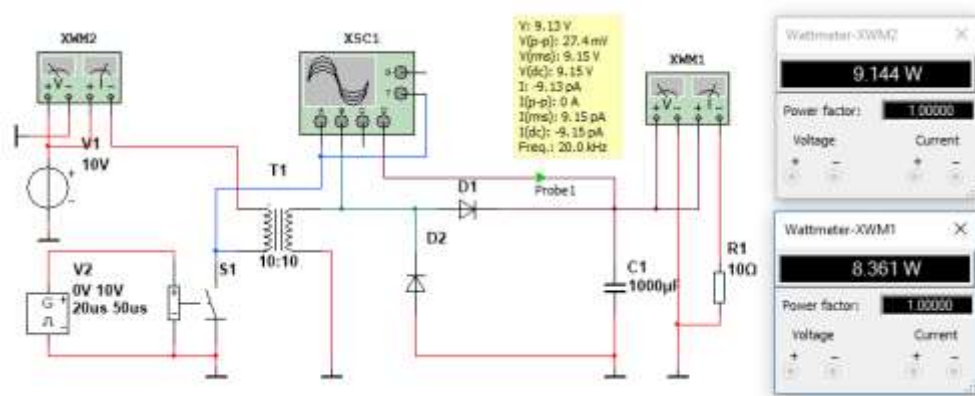 XWM2
V1
10V
V2
0V 10V
20us 50us
S1
T1
10:10
XSC1
V: 9.13 V
V(p-p): 27.4 mV
V(rms): 9.15 V
V(dc): 9.15 V
I: -9.13 pA
I(p-p): 0 A
I(rms): 9.15 pA
I(dc): -9.15 pA
Freq.: 20.0 kHz
Probe1
D1
D2
C1
1000µF
XWM1
R1
10Ω
Wattmeter-XWM2
9.144 W
Power factor: 1.00000
Voltage Current
+ - + -
Wattmeter-XWM1
8.361 W
Power factor: 1.00000
Voltage Current
+ - + -